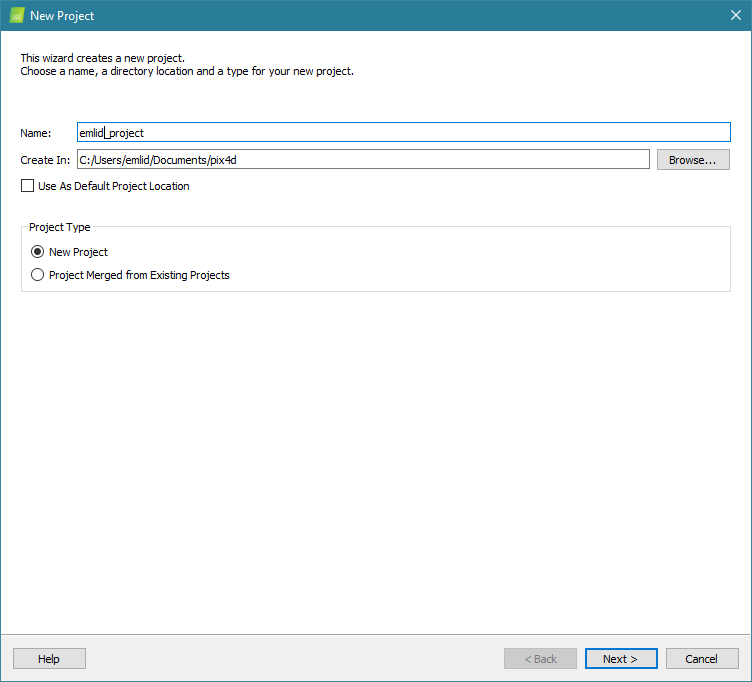 New Project
This wizard creates a new project.
Choose a name, a directory location and a type for your new project.
Name: emlid_project
Create In: C:/Users/emlid/Documents/pix4d Browse...
Use As Default Project Location
Project Type
New Project
Project Merged from Existing Projects
Help < Back Next > Cancel